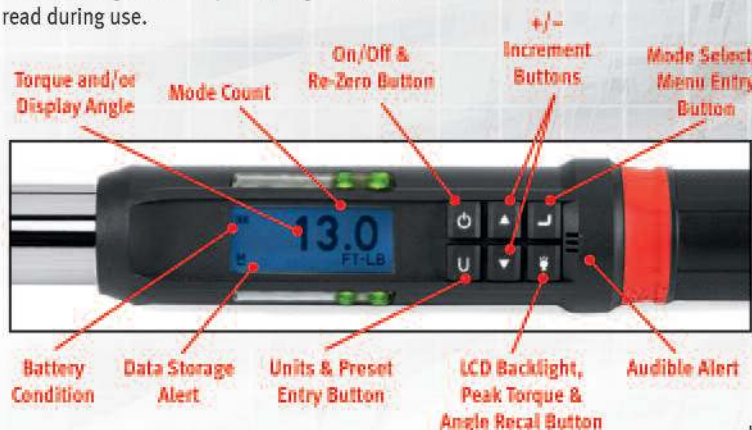 read during use.
+/-
Increment
Buttons
On/Off &
Re-Zero Button
Mode Select
Menu Entry
Button
Torque and/or
Display Angle
Mode Count
13.0
FT-LB
U
Battery
Condition
Data Storage
Alert
Units & Preset
Entry Button
LCD Backlight,
Peak Torque &
Angle Recal Button
Audible Alert